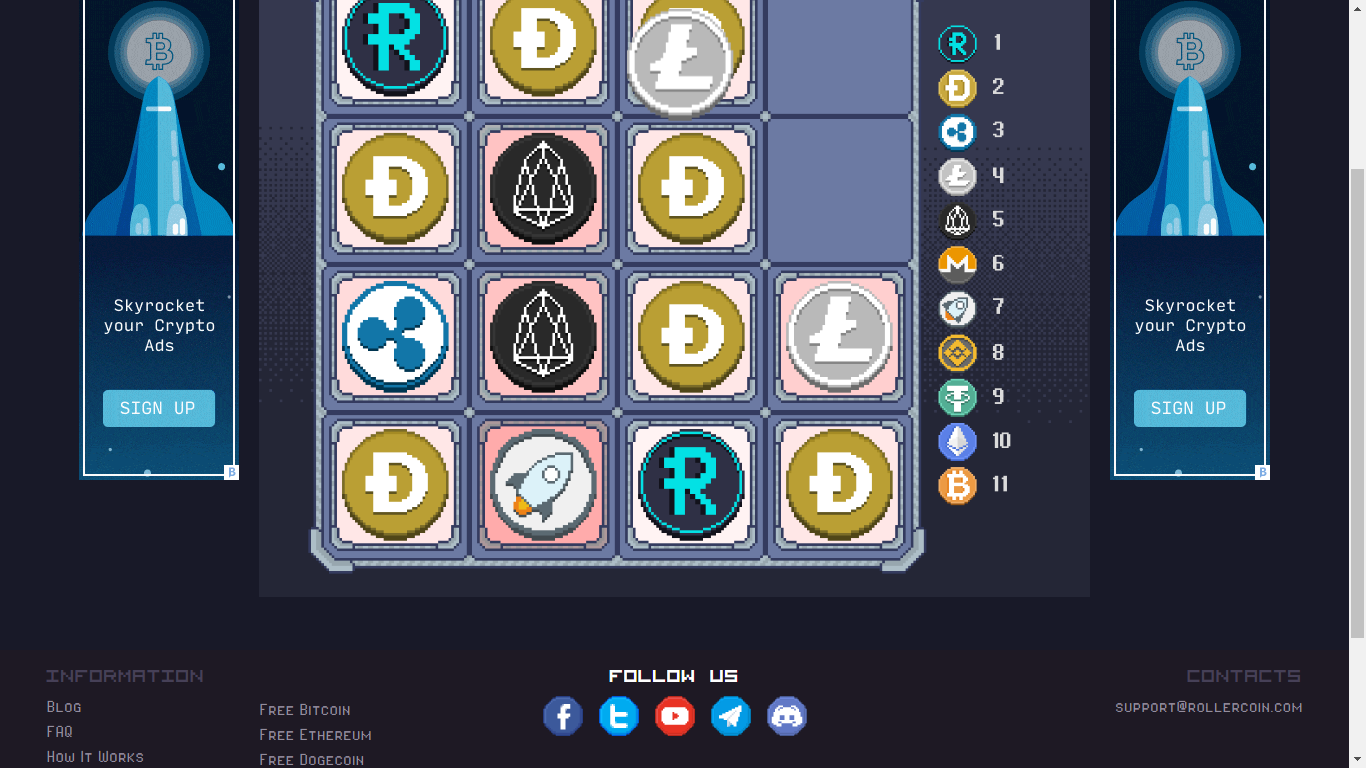 1
2
3
4
5
6
7
8
9
10
11
Skyrocket
your Crypto
Ads
SIGN UP
Skyrocket
your Crypto
Ads
SIGN UP
INFORMATION
Blog
FAQ
How It Works
Free Bitcoin
Free Ethereum
Free Dogecoin
FOLLOW US
CONTACTS
support@rollercoin.com